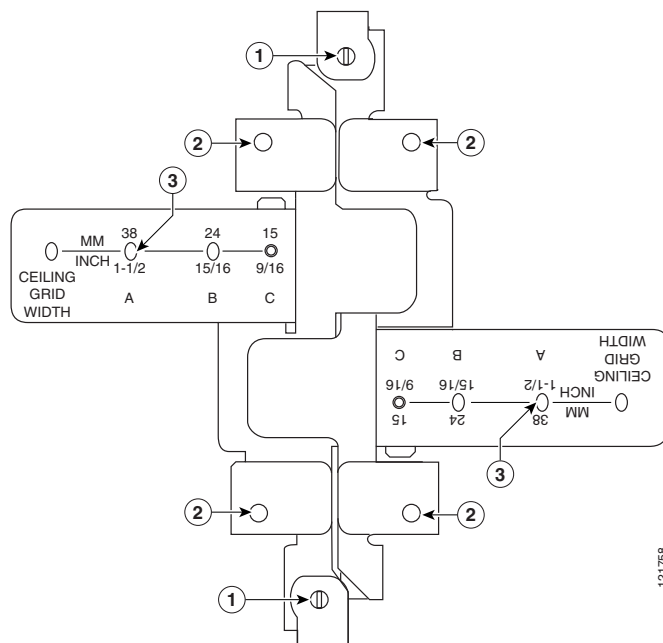 1
2
2
3
MM 38 24 15
INCH 1-1/2 15/16 9/16
CEILING
GRID
WIDTH
A B C
CEILING
GRID
WIDTH
A B C
INCH 1-1/2 15/16 9/16
MM 38 24 15
3
2
2
1
121758